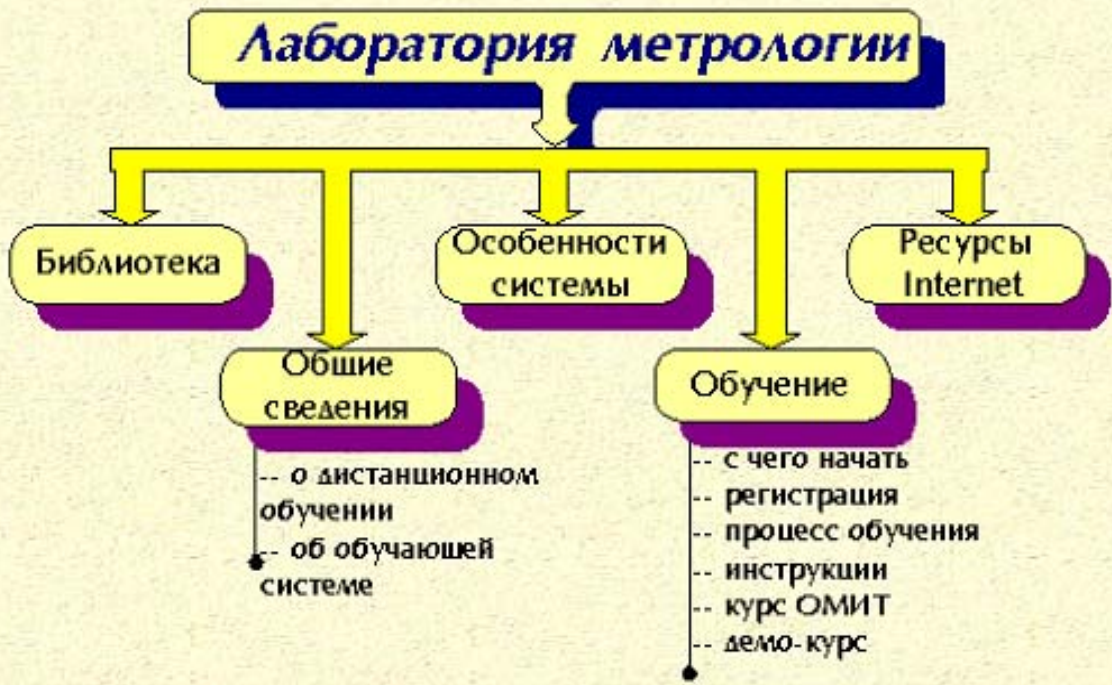 Лаборатория метрологии
Библиотека
Особенности
системы
Ресурсы
Internet
Общие
сведения
-- о дистанционном
обучении
-- об обучающей
системе
Обучение
-- с чего начать
-- регистрация
-- процесс обучения
-- инструкции
-- курс ОМИТ
-- демо-курс